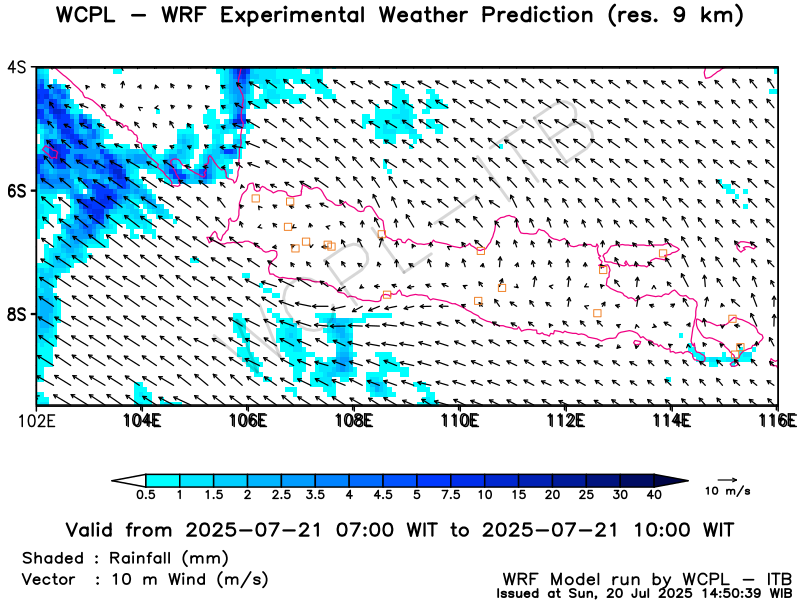 WCPL – WRF Experimental Weather Prediction (res. 9 km)
4S
6S
8S
WCPL-ITB
102E 104E 106E 108E 110E 112E 114E 116E
0.5 1 1.5 2 2.5 3.5 4 4.5 5 7.5 10 15 20 25 30 40
10 m/s
Valid from 2025-07-21 07:00 WIT to 2025-07-21 10:00 WIT
Shaded : Rainfall (mm)
Vector : 10 m Wind (m/s)
WRF Model run by WCPL – ITB
Issued at Sun, 20 Jul 2025 14:50:39 WIB